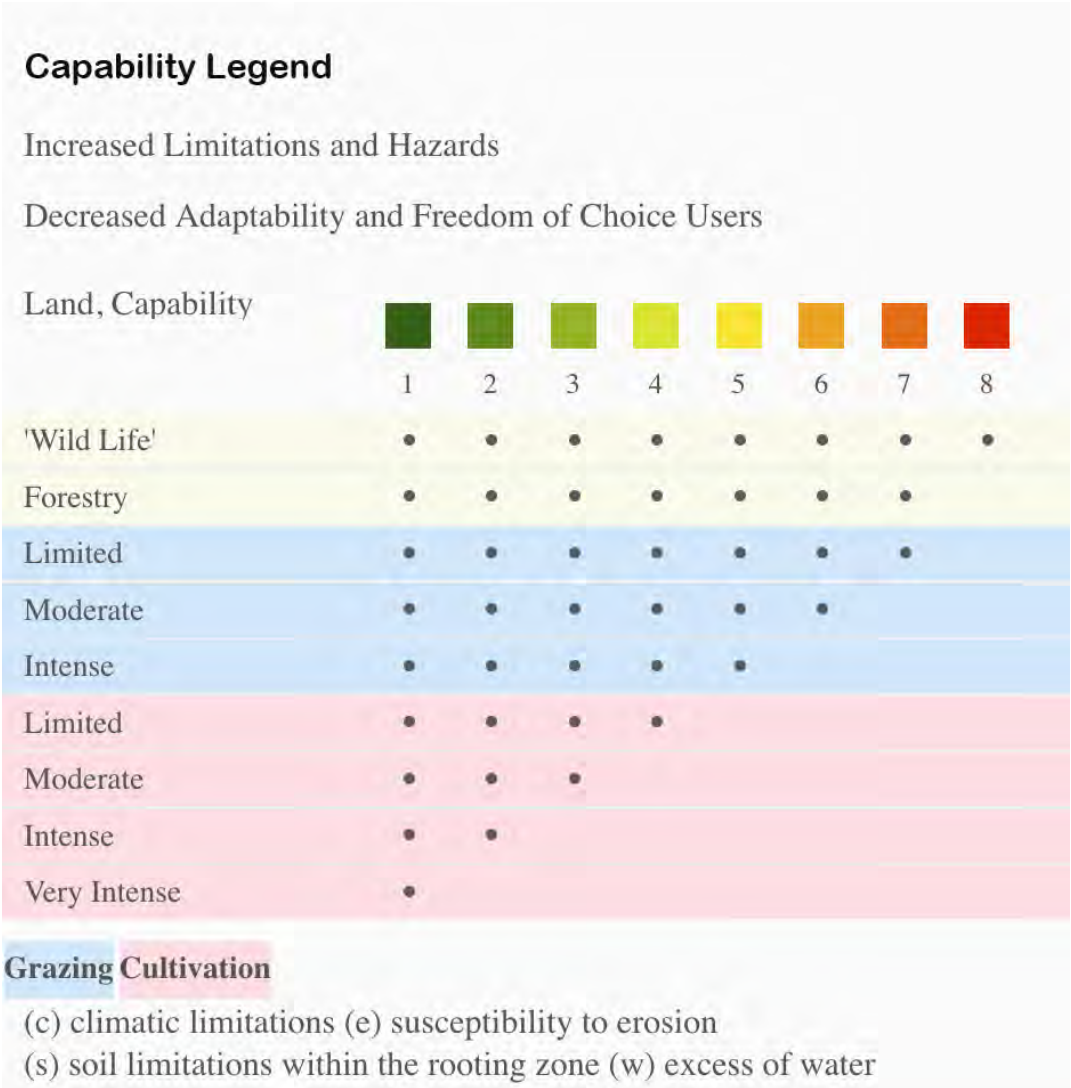 Capability Legend
Increased Limitations and Hazards
Decreased Adaptability and Freedom of Choice Users
Land, Capability
1 2 3 4 5 6 7 8
'Wild Life'
Forestry
Limited
Moderate
Intense
Limited
Moderate
Intense
Very Intense
Grazing Cultivation
(c) climatic limitations (e) susceptibility to erosion
(s) soil limitations within the rooting zone (w) excess of water